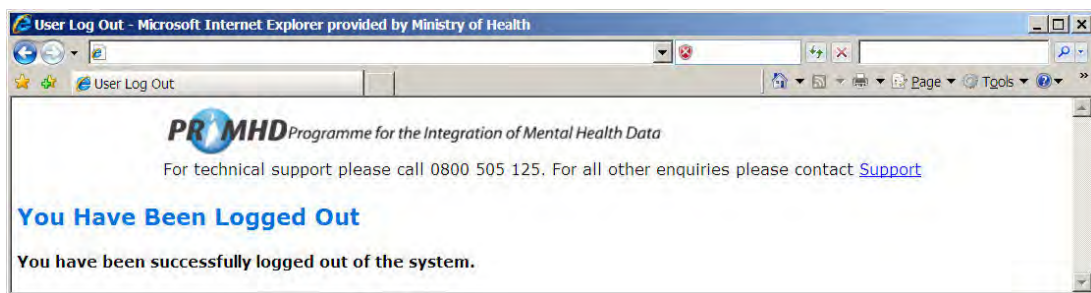 User Log Out - Microsoft Internet Explorer provided by Ministry of Health
User Log Out
Page Tools
PRIMHD Programme for the Integration of Mental Health Data
For technical support please call 0800 505 125. For all other enquiries please contact Support
You Have Been Logged Out
You have been successfully logged out of the system.